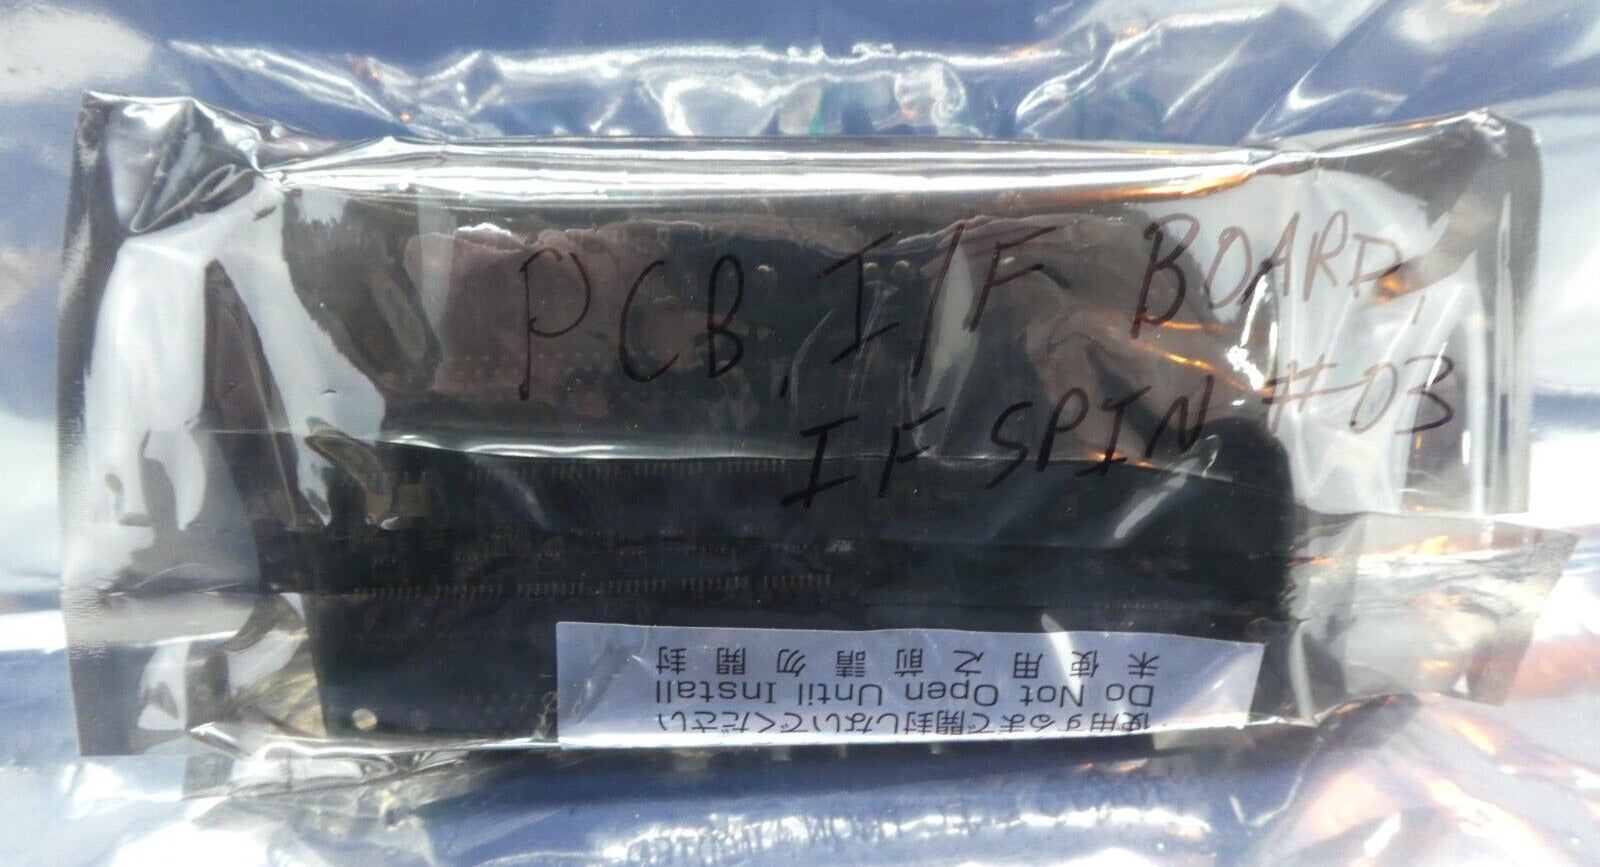 PCB, I/F BOARD,
IF SPIN #03
使用するまで開封しないでください
Do Not Open Until Install
未使用之前請勿開封